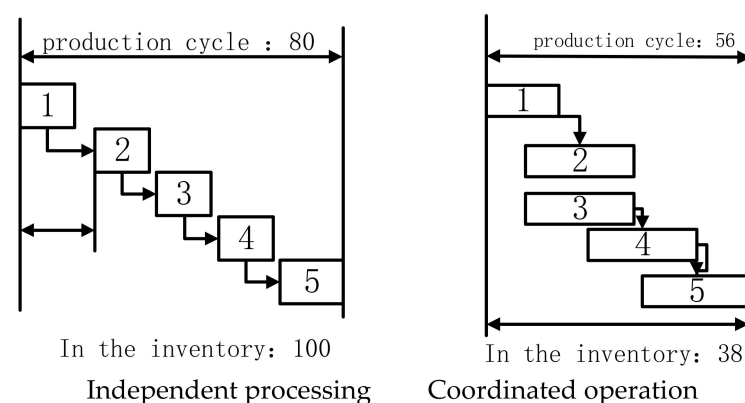 production cycle : 80
1
2
3
4
5
In the inventory: 100
Independent processing
production cycle: 56
1
2
3
4
5
In the inventory: 38
Coordinated operation